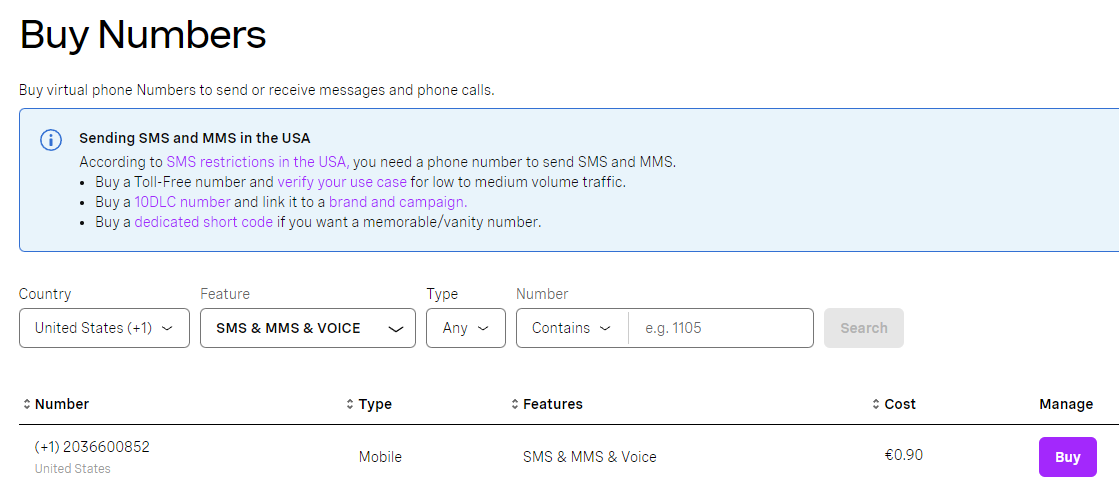 Buy Numbers
Buy virtual phone Numbers to send or receive messages and phone calls.
Sending SMS and MMS in the USA
According to SMS restrictions in the USA, you need a phone number to send SMS and MMS.
• Buy a Toll-Free number and verify your use case for low to medium volume traffic.
• Buy a 10DLC number and link it to a brand and campaign.
• Buy a dedicated short code if you want a memorable/vanity number.
Country Feature Type Number
United States (+1) SMS & MMS & VOICE Any Contains e.g. 1105 Search
Number Type Features Cost Manage
(+1) 2036600852 Mobile SMS & MMS & Voice €0.90 Buy
United States